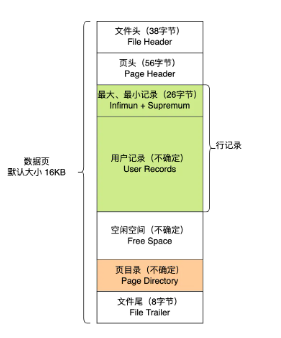 文件头（38字节）
File Header
页头（56字节）
Page Header
最大、最小记录（26字节）
Infimun + Supremum
用户记录（不确定）
User Records
行记录
数据页
默认大小 16KB
空闲空间（不确定）
Free Space
页目录（不确定）
Page Directory
文件尾（8字节）
File Trailer